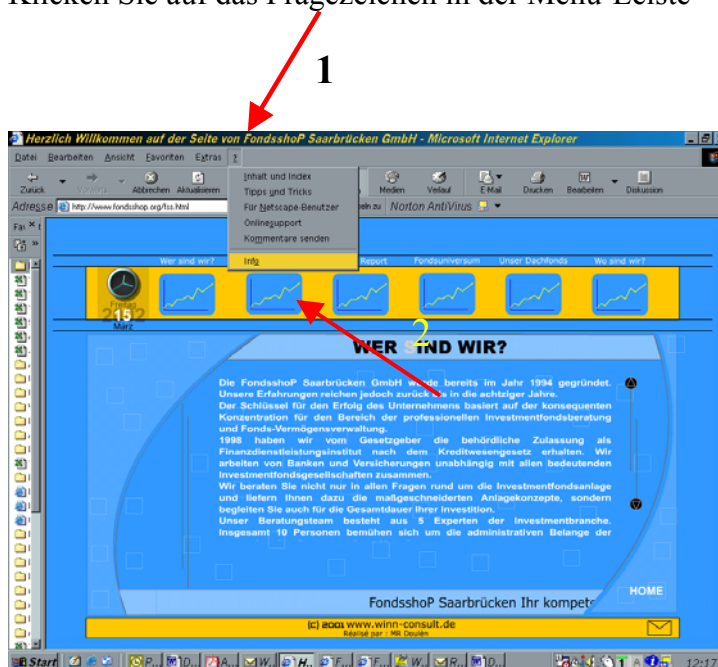 Klicken Sie auf das Fragezeichen in der Menü-Leiste
1
Herzlich Willkommen auf der Seite von FondsshoP Saarbrücken GmbH - Microsoft Internet Explorer
Datei Bearbeiten Ansicht Favoriten Extras ?
Inhalt und Index
Tipps und Tricks
Für Netscape-Benutzer
Onlinesupport
Kommentare senden
Info
Zurück Abbrechen Aktualisieren Medien Verlauf E-Mail Drucken Bearbeiten Diskussion
Adresse http://www.fondsshop.org/fss.html Norton AntiVirus
Wer sind wir? Report Fondsuniversum Unser Dachfonds Wo sind wir?
Freitag
15
März
2
WER SIND WIR?
Die FondsshoP Saarbrücken GmbH wurde bereits im Jahr 1994 gegründet.
Unsere Erfahrungen reichen jedoch zurück bis in die achtziger Jahre.
Der Schlüssel für den Erfolg des Unternehmens basiert auf der konsequenten
Konzentration für den Bereich der professionellen Investmentfondsberatung
und Fonds-Vermögensverwaltung.
1998 haben wir vom Gesetzgeber die behördliche Zulassung als
Finanzdienstleistungsinstitut nach dem Kreditwesengesetz erhalten. Wir
arbeiten von Banken und Versicherungen unabhängig mit allen bedeutenden
Investmentfondsgesellschaften zusammen.
Wir beraten Sie nicht nur in allen Fragen rund um die Investmentfondsanlage
und liefern Ihnen dazu die maßgeschneiderten Anlagekonzepte, sondern
begleiten Sie auch für die Gesamtdauer Ihrer Investition.
Unser Beratungsteam besteht aus 5 Experten der Investmentbranche.
Insgesamt 10 Personen bemühen sich um die administrativen Belange der
HOME
FondsshoP Saarbrücken Ihr kompete
(c) 2001 www.winn-consult.de
Réalisé par : MR Doulén
Start P... D... A... W... H... F... F... W... R... D... 12:17